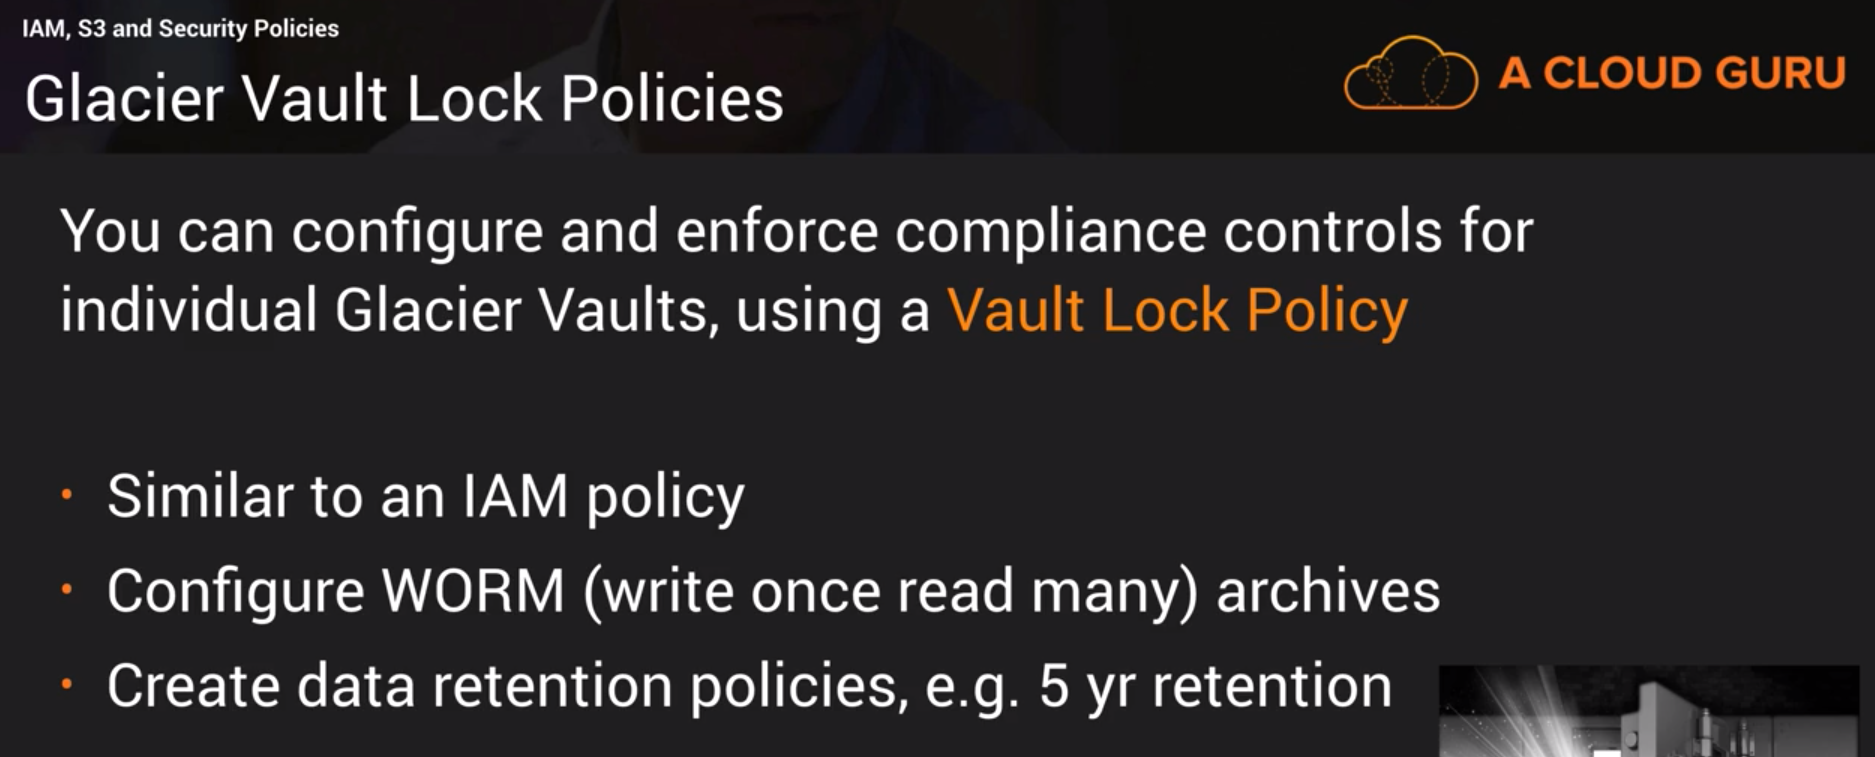 IAM, S3 and Security Policies
Glacier Vault Lock Policies
A CLOUD GURU
You can configure and enforce compliance controls for
individual Glacier Vaults, using a Vault Lock Policy
• Similar to an IAM policy
• Configure WORM (write once read many) archives
• Create data retention policies, e.g. 5 yr retention